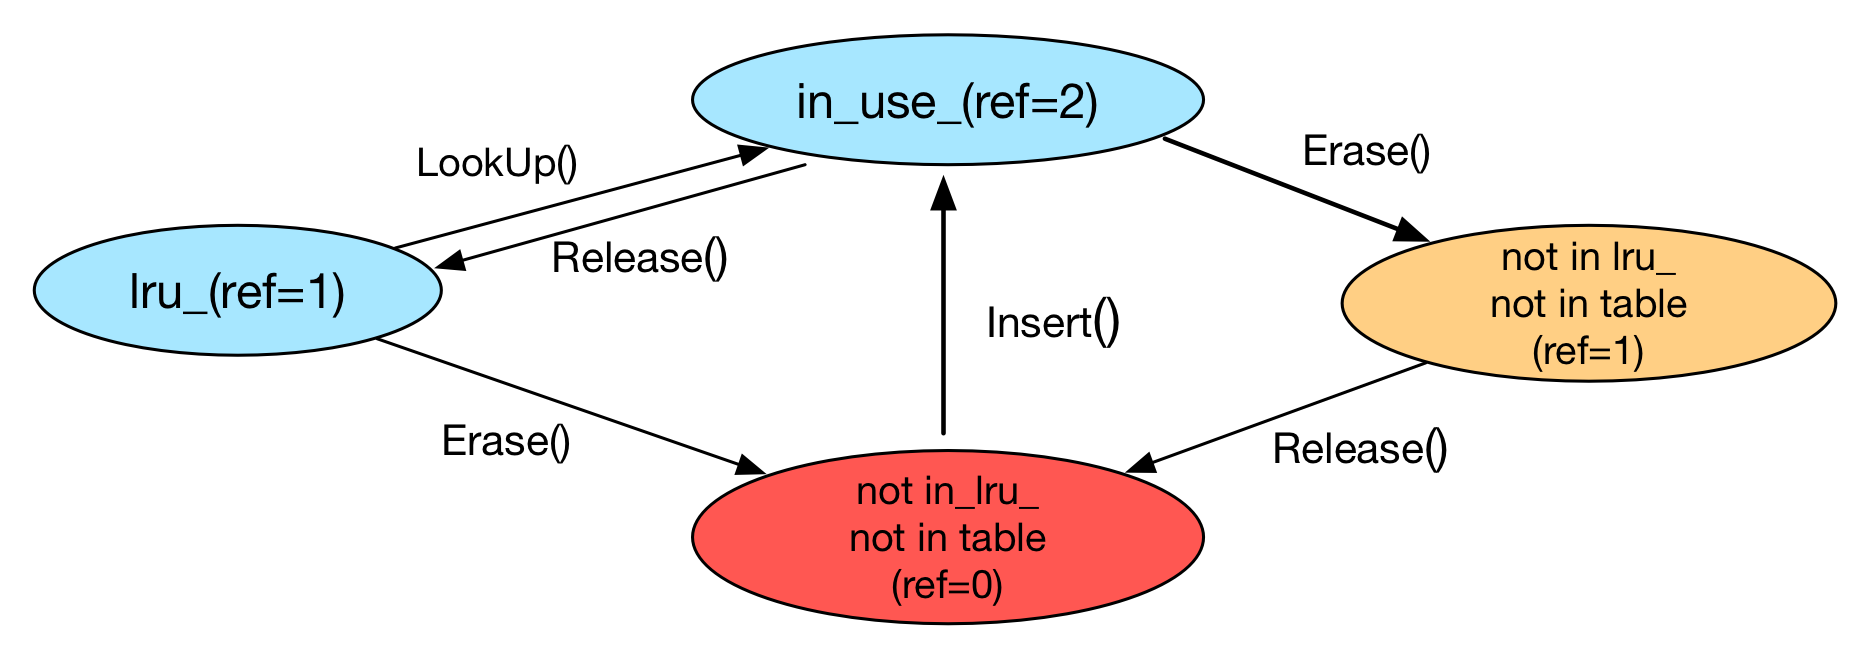 in_use_(ref=2)
LookUp()
Erase()
Release()
lru_(ref=1)
not in lru_
not in table
(ref=1)
Insert()
Erase()
Release()
not in_lru_
not in table
(ref=0)